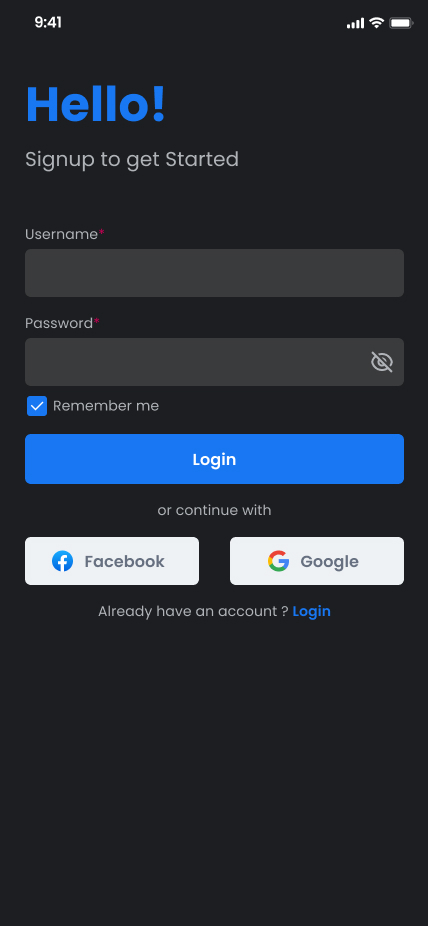 9:41
Hello!
Signup to get Started
Username*
Password*
Remember me
Login
or continue with
Facebook
Google
Already have an account ? Login